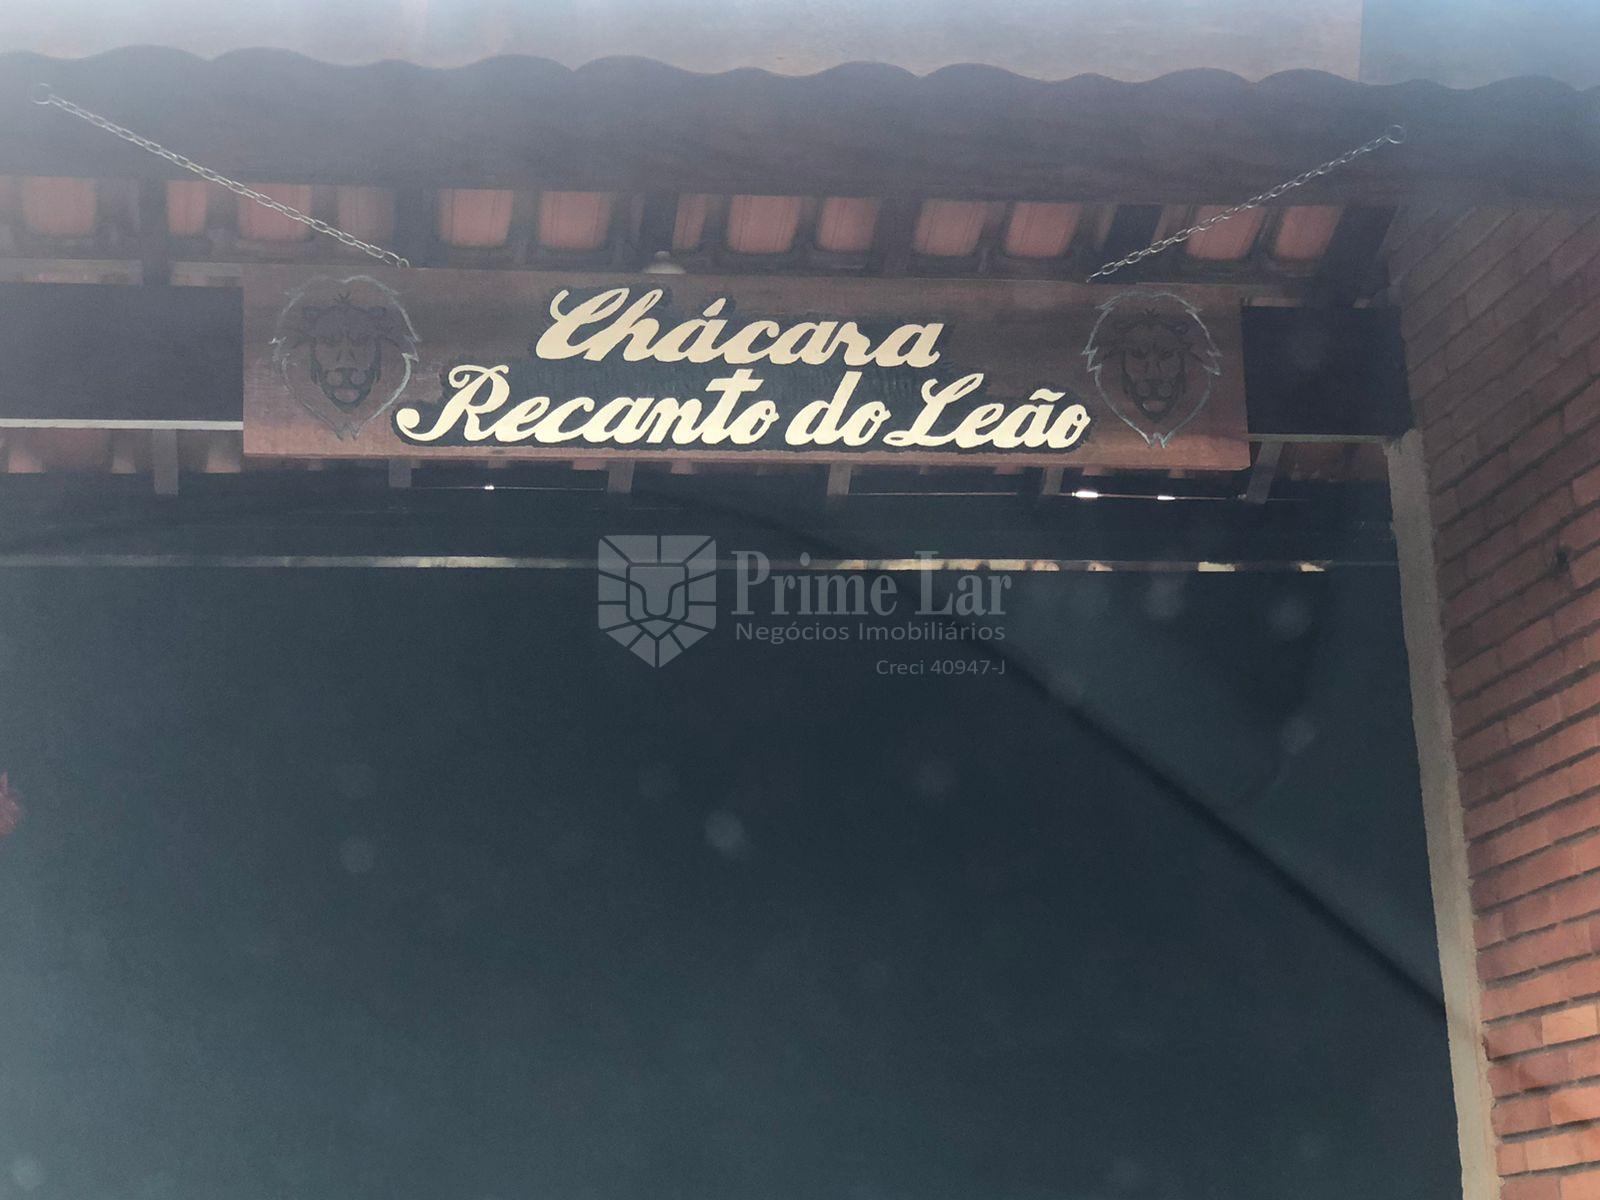 Chácara
Recanto do Leão
Prime Lar
Negócios Imobiliários
Creci 40947-J